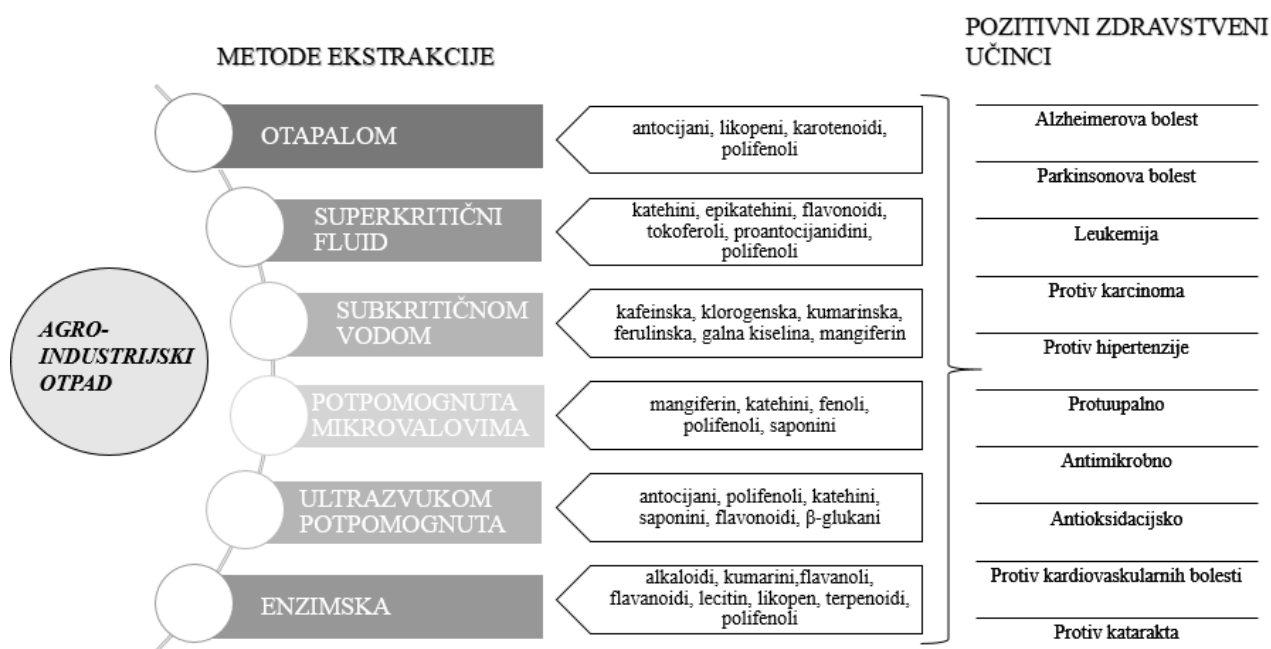 METODE EKSTRAKCIJE
POZITIVNI ZDRAVSTVENI
UČINCI
AGRO-
INDUSTRIJSKI
OTPAD
OTAPALOM
antocijani, likopeni, karotenoidi,
polifenoli
SUPERKRITIČNI
FLUID
katehini, epikatehini, flavonoidi,
tokoferoli, proantocijanidini,
polifenoli
SUBKRITIČNOM
VODOM
kafeinska, klorogenska, kumarinska,
ferulinska, galna kiselina, mangiferin
POTPOMOGNUTA
MIKROVALOVIMA
mangiferin, katehini, fenoli,
polifenoli, saponini
ULTRAZVUKOM
POTPOMOGNUTA
antocijani, polifenoli, katehini,
saponini, flavonoidi, β-glukani
ENZIMSKA
alkaloidi, kumarini,flavanoli,
flavanoidi, lecitin, likopen, terpenoidi,
polifenoli
Alzheimerova bolest
Parkinsonova bolest
Leukemija
Protiv karcinoma
Protiv hipertenzije
Protuupalno
Antimikrobno
Antioksidacijsko
Protiv kardiovaskularnih bolesti
Protiv katarakta